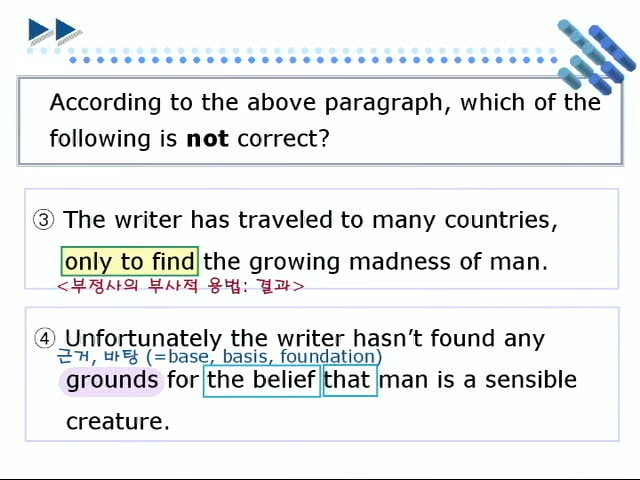 According to the above paragraph, which of the
following is not correct?
③ The writer has traveled to many countries,
only to find the growing madness of man.
<부정사의 부사적 용법: 결과>
④ Unfortunately the writer hasn't found any
근거, 바탕 (=base, basis, foundation)
grounds for the belief that man is a sensible
creature.